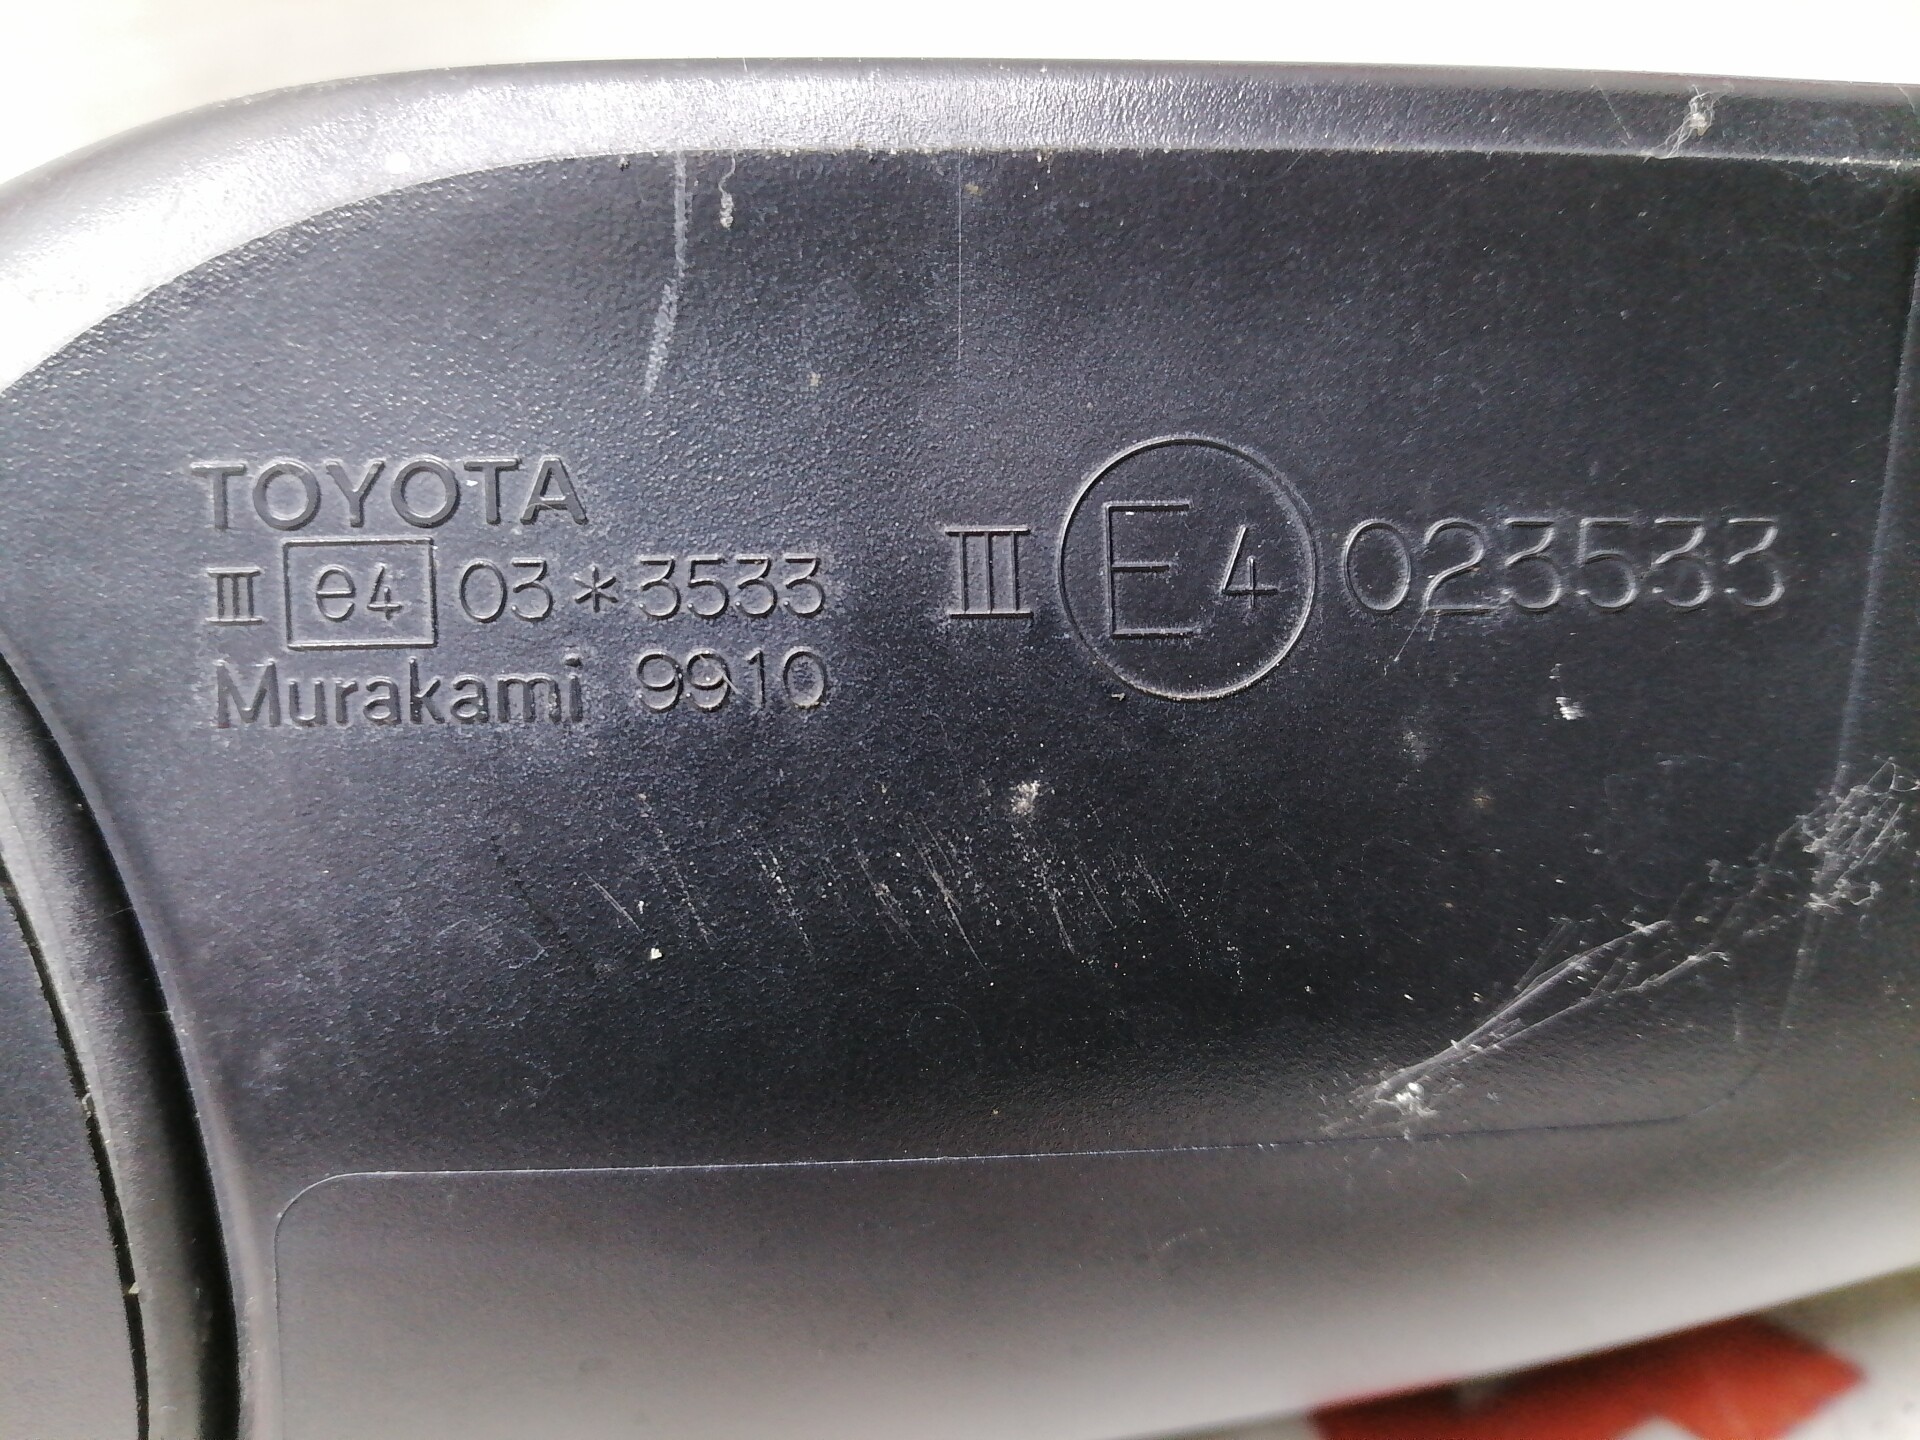 TOYOTA
III e4 03*3533
Murakami 9910
III E4 023533